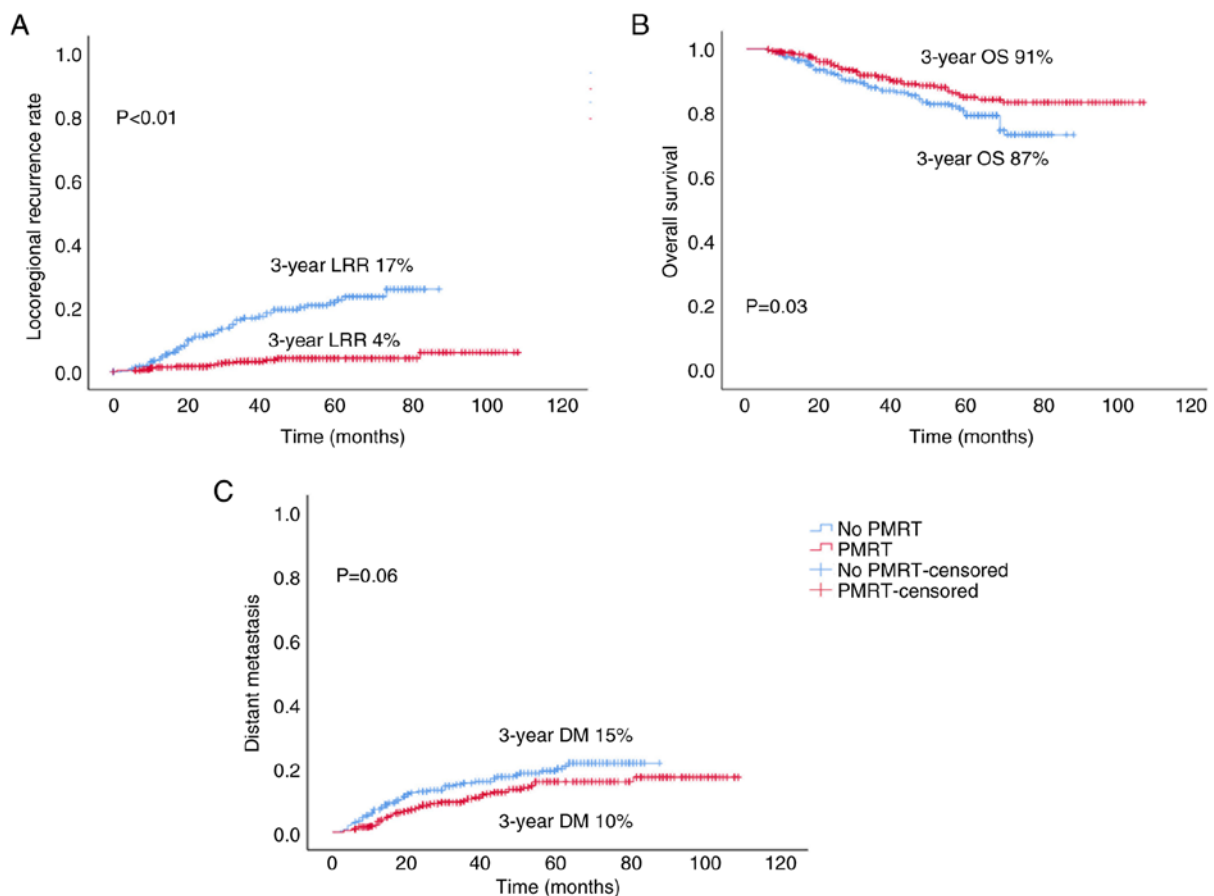 A
Locoregional recurrence rate
1.0
0.8
0.6
0.4
0.2
0.0
P<0.01
3-year LRR 17%
3-year LRR 4%
0 20 40 60 80 100 120
Time (months)
B
Overall survival
1.0
0.8
0.6
0.4
0.2
0.0
3-year OS 91%
3-year OS 87%
P=0.03
0 20 40 60 80 100 120
Time (months)
C
Distant metastasis
1.0
0.8
0.6
0.4
0.2
0.0
P=0.06
3-year DM 15%
3-year DM 10%
0 20 40 60 80 100 120
Time (months)
No PMRT
PMRT
No PMRT-censored
PMRT-censored